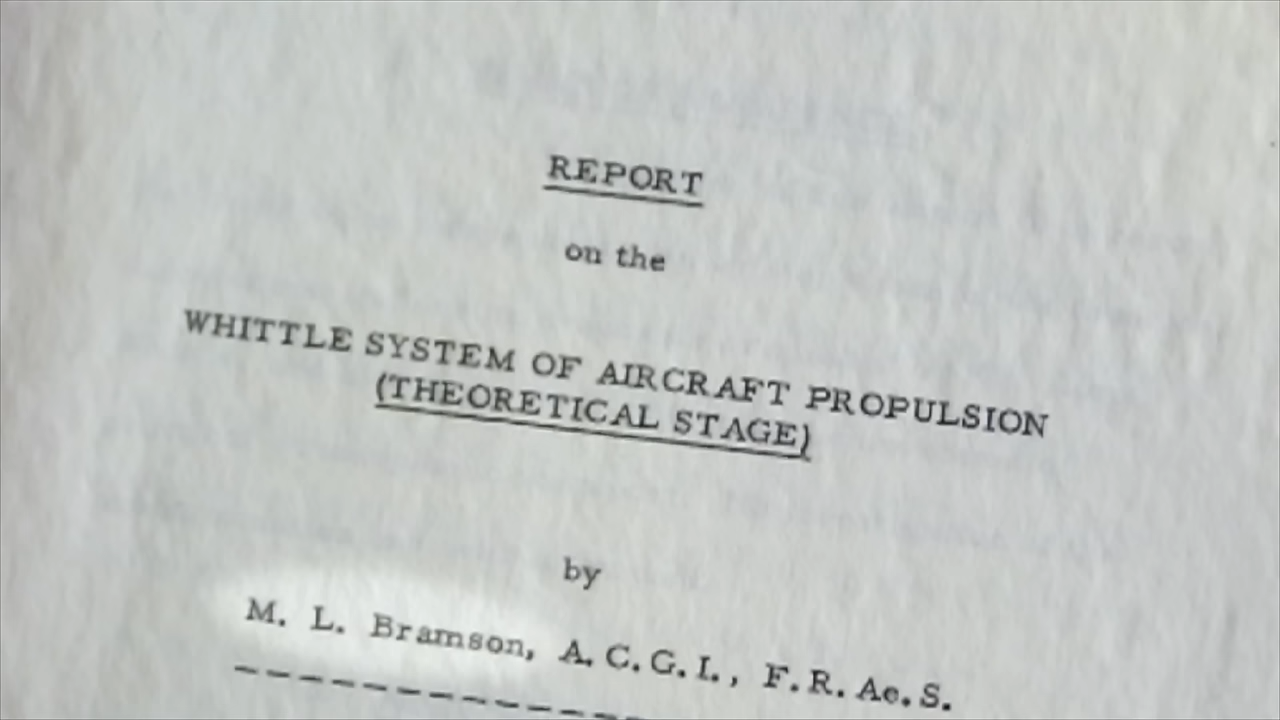 REPORT
on the
WHITTLE SYSTEM OF AIRCRAFT PROPULSION
(THEORETICAL STAGE)
by
M. L. Bramson, A.C.G.I., F.R.Ae.S.